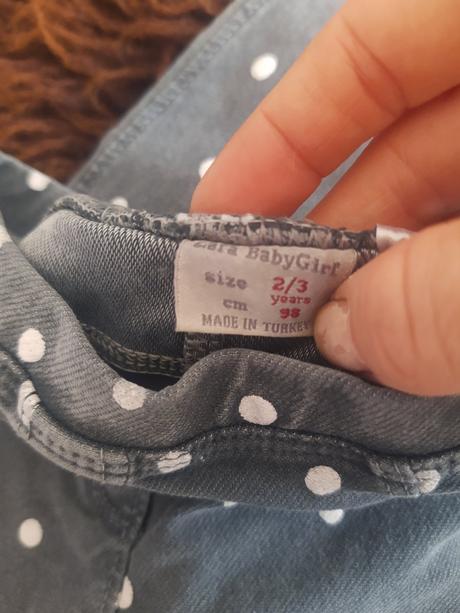 Zara BabyGirl
size 2/3
years
cm 98
MADE IN TURKEY